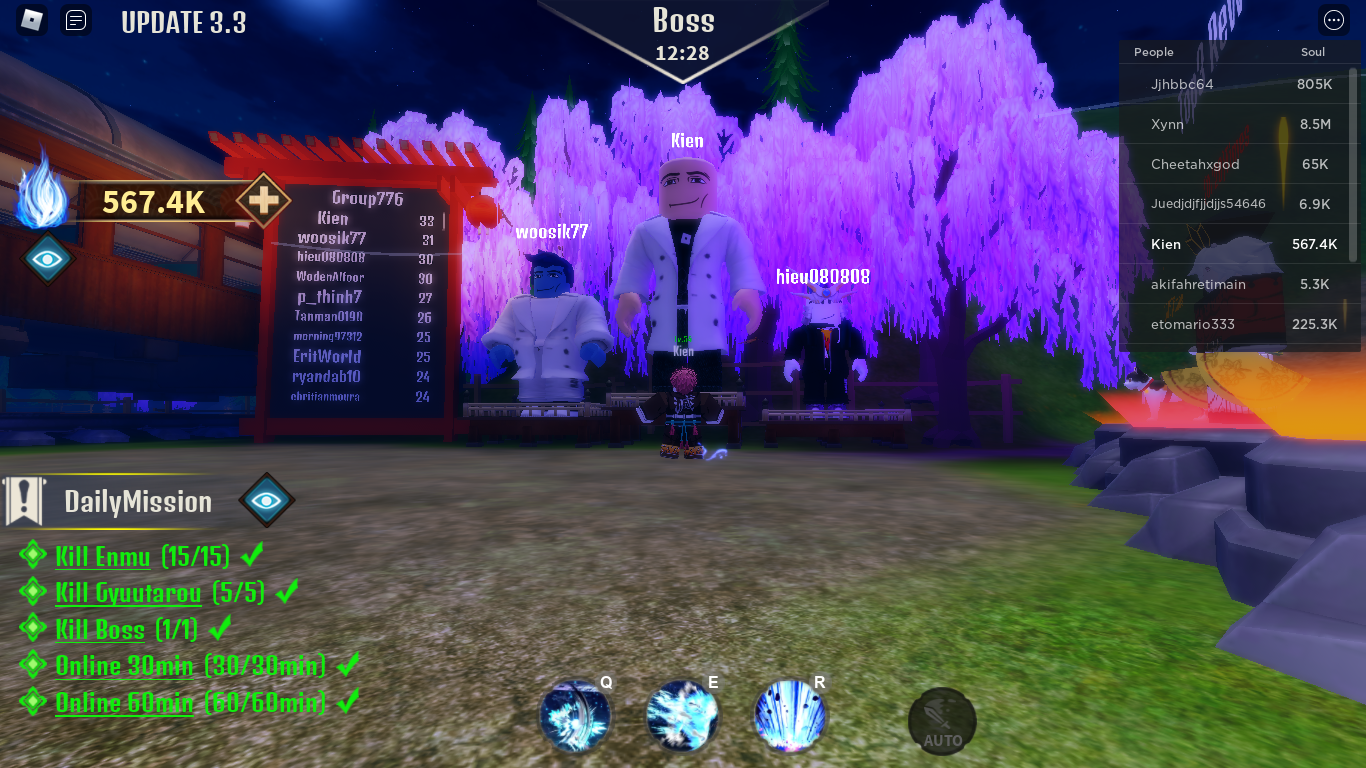 UPDATE 3.3
Boss
12:28
People Soul
Jjhbbc64 805K
Xynn 8.5M
Cheetahxgod 65K
Juedjdjfjjdjjs54646 6.9K
Kien 567.4K
akifahretimain 5.3K
etomario333 225.3K
567.4K
Group776
Kien 33
woosik77 31
hieu080808 30
WodenAlfnor 30
p_thinh7 27
Tanman0198 26
morning97312 25
EritWorld 25
ryandab10 24
24
woosik77
Kien
hieu080808
Kien
DailyMission
Kill Enmu (15/15)
Kill Gyuutarou (5/5)
Kill Boss (1/1)
Online 30min (30/30min)
Online 60min (60/60min)
Q
E
R
AUTO